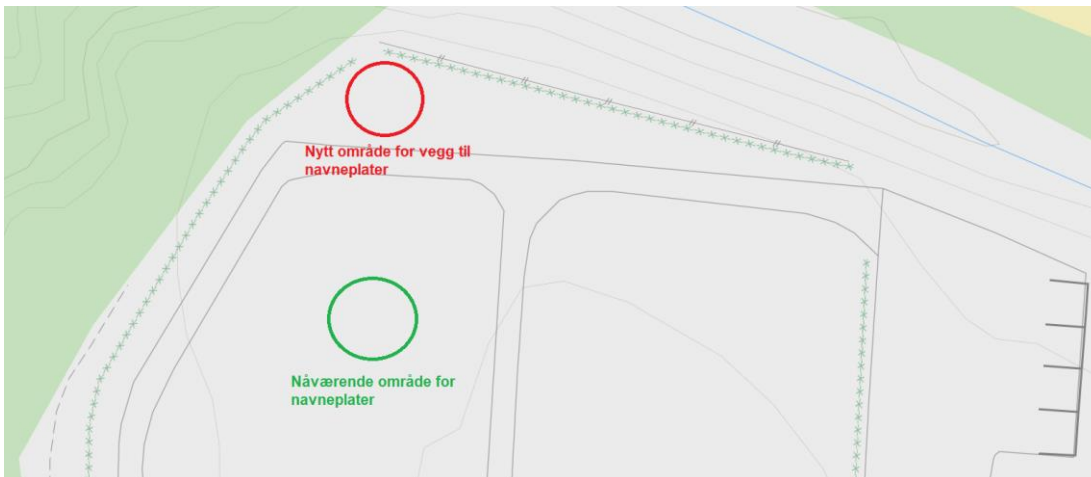 Nytt område for vegg til
navneplater
Nåværende område for
navneplater